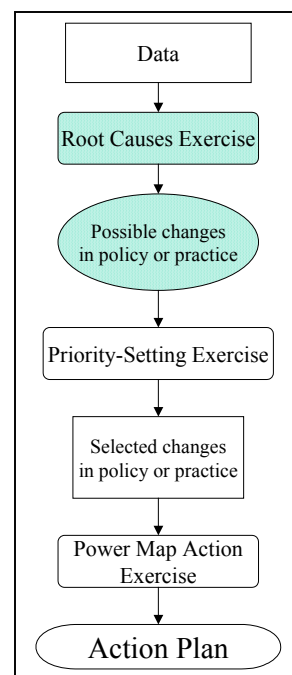 Data
Root Causes Exercise
Possible changes
in policy or practice
Priority-Setting Exercise
Selected changes
in policy or practice
Power Map Action
Exercise
Action Plan